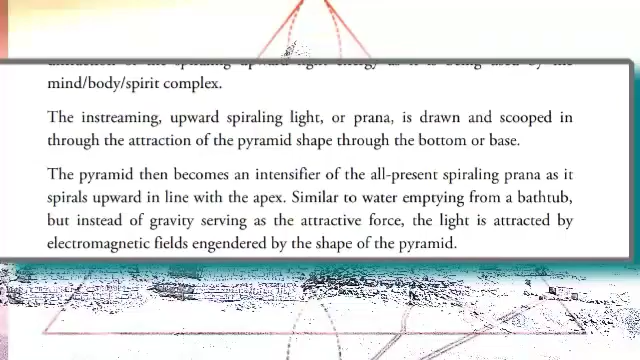 mind/body/spirit complex.
The instreaming, upward spiraling light, or prana, is drawn and scooped in
through the attraction of the pyramid shape through the bottom or base.
The pyramid then becomes an intensifier of the all-present spiraling prana as it
spirals upward in line with the apex. Similar to water emptying from a bathtub,
but instead of gravity serving as the attractive force, the light is attracted by
electromagnetic fields engendered by the shape of the pyramid.